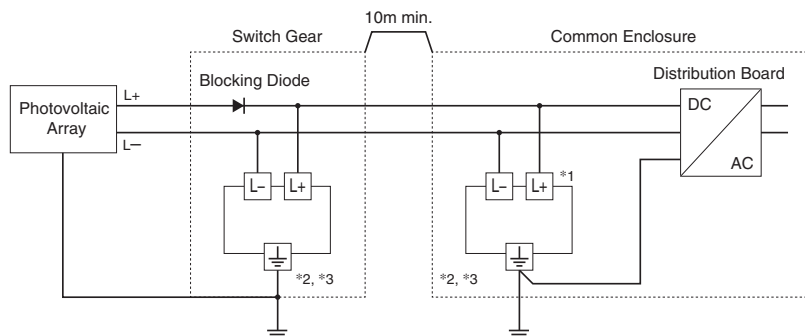 10m min.
Switch Gear
Common Enclosure
Blocking Diode
Distribution Board
Photovoltaic
Array
L+
L−
DC
AC
L−
L+
*2, *3
L−
L+
*1
*2, *3